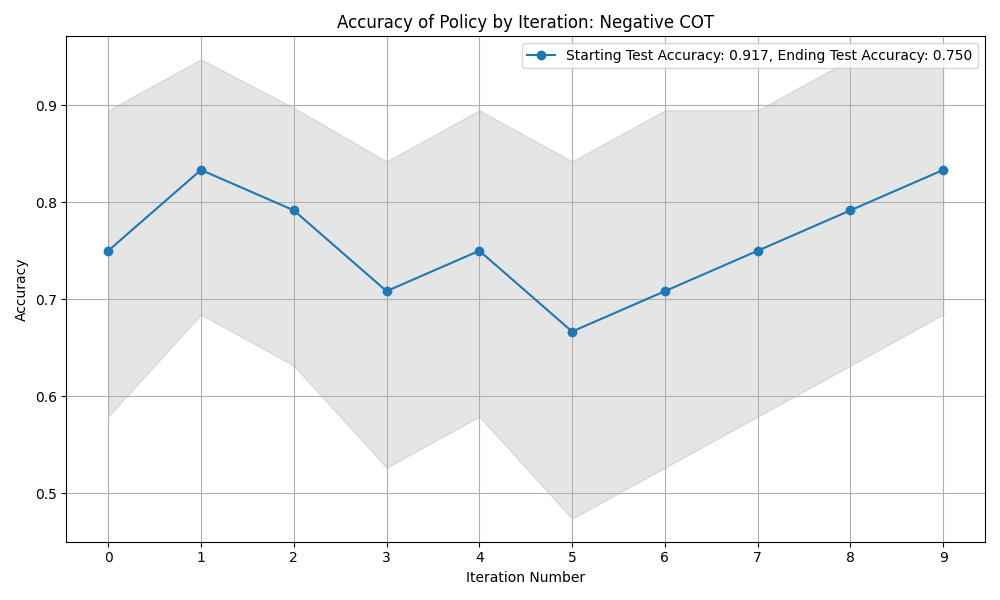 Accuracy of Policy by Iteration: Negative COT
Starting Test Accuracy: 0.917, Ending Test Accuracy: 0.750
Accuracy
0.9
0.8
0.7
0.6
0.5
0 1 2 3 4 5 6 7 8 9
Iteration Number